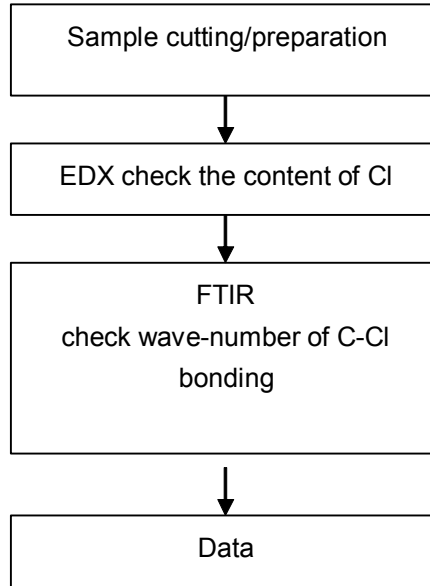 Sample cutting/preparation
EDX check the content of Cl
FTIR
check wave-number of C-Cl
bonding
Data